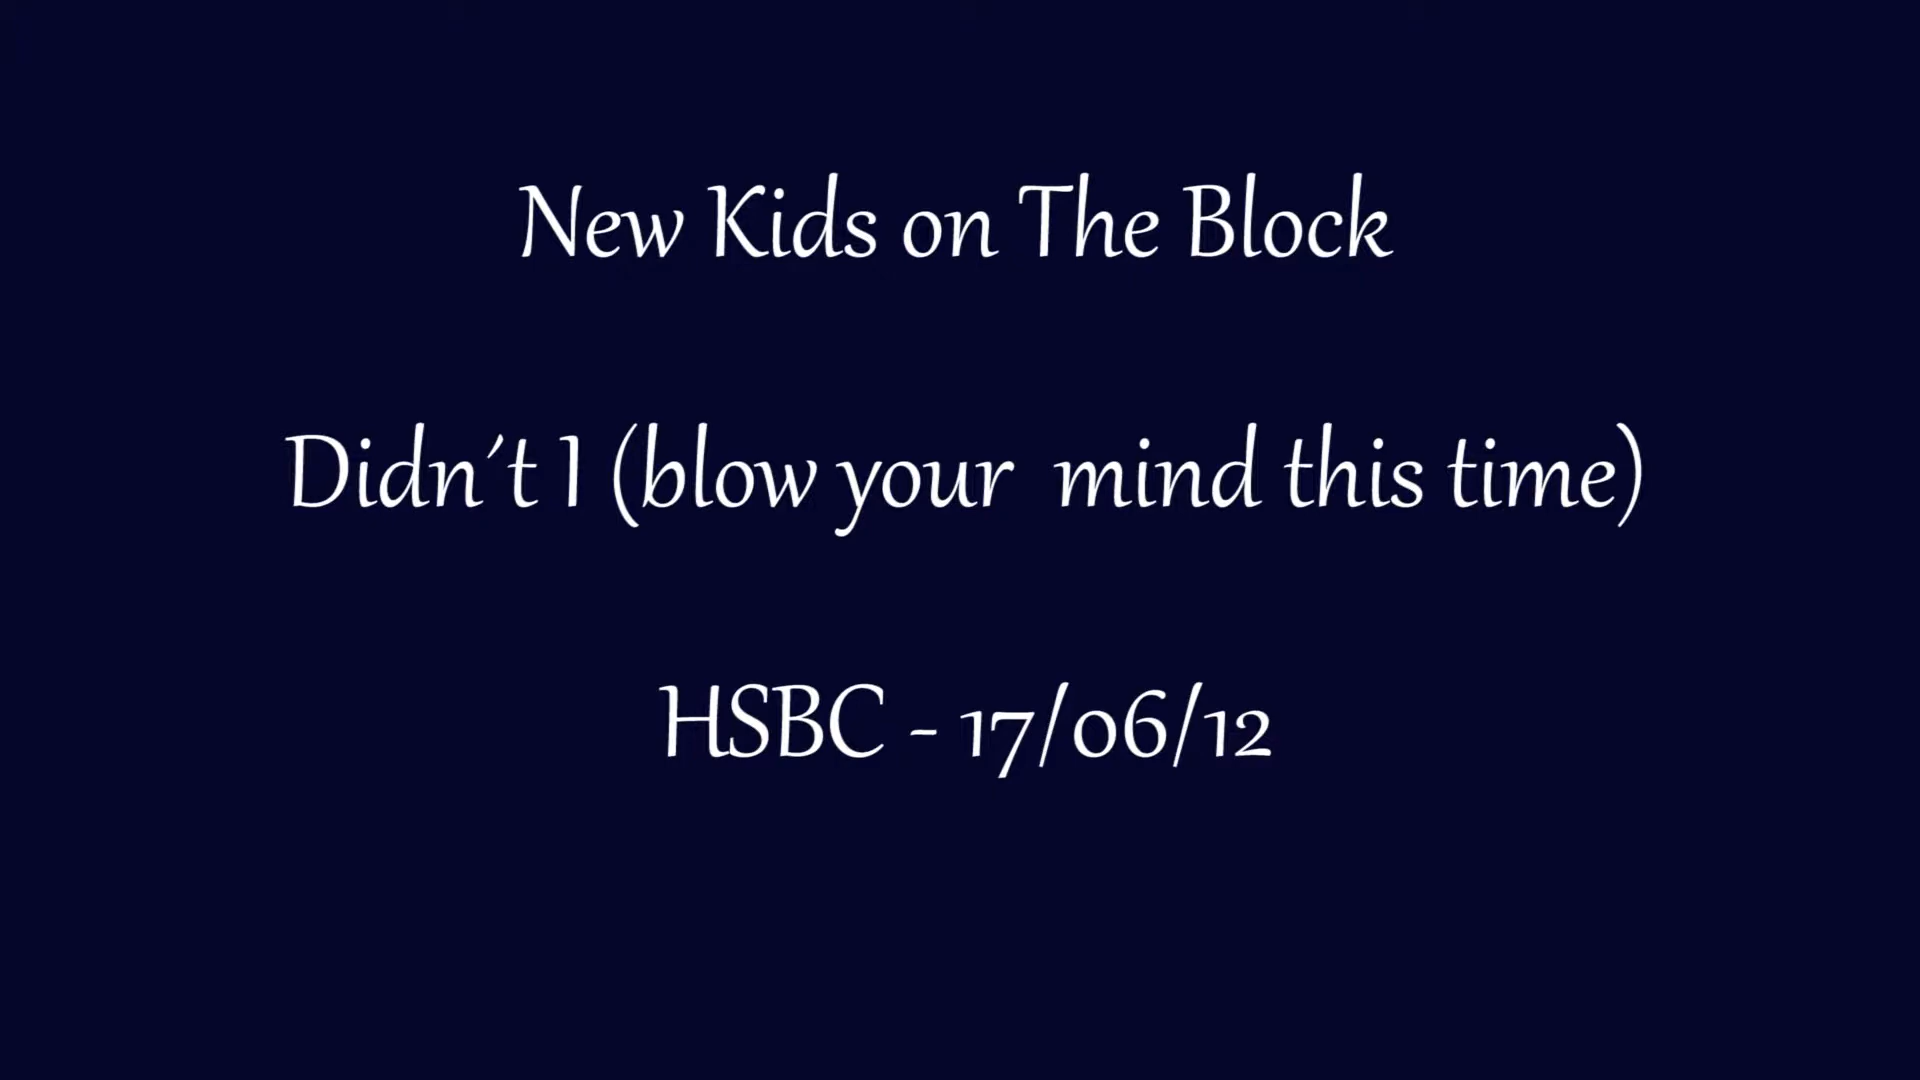 New Kids on The Block
Didn´t I (blow your  mind this time)
HSBC - 17/06/12